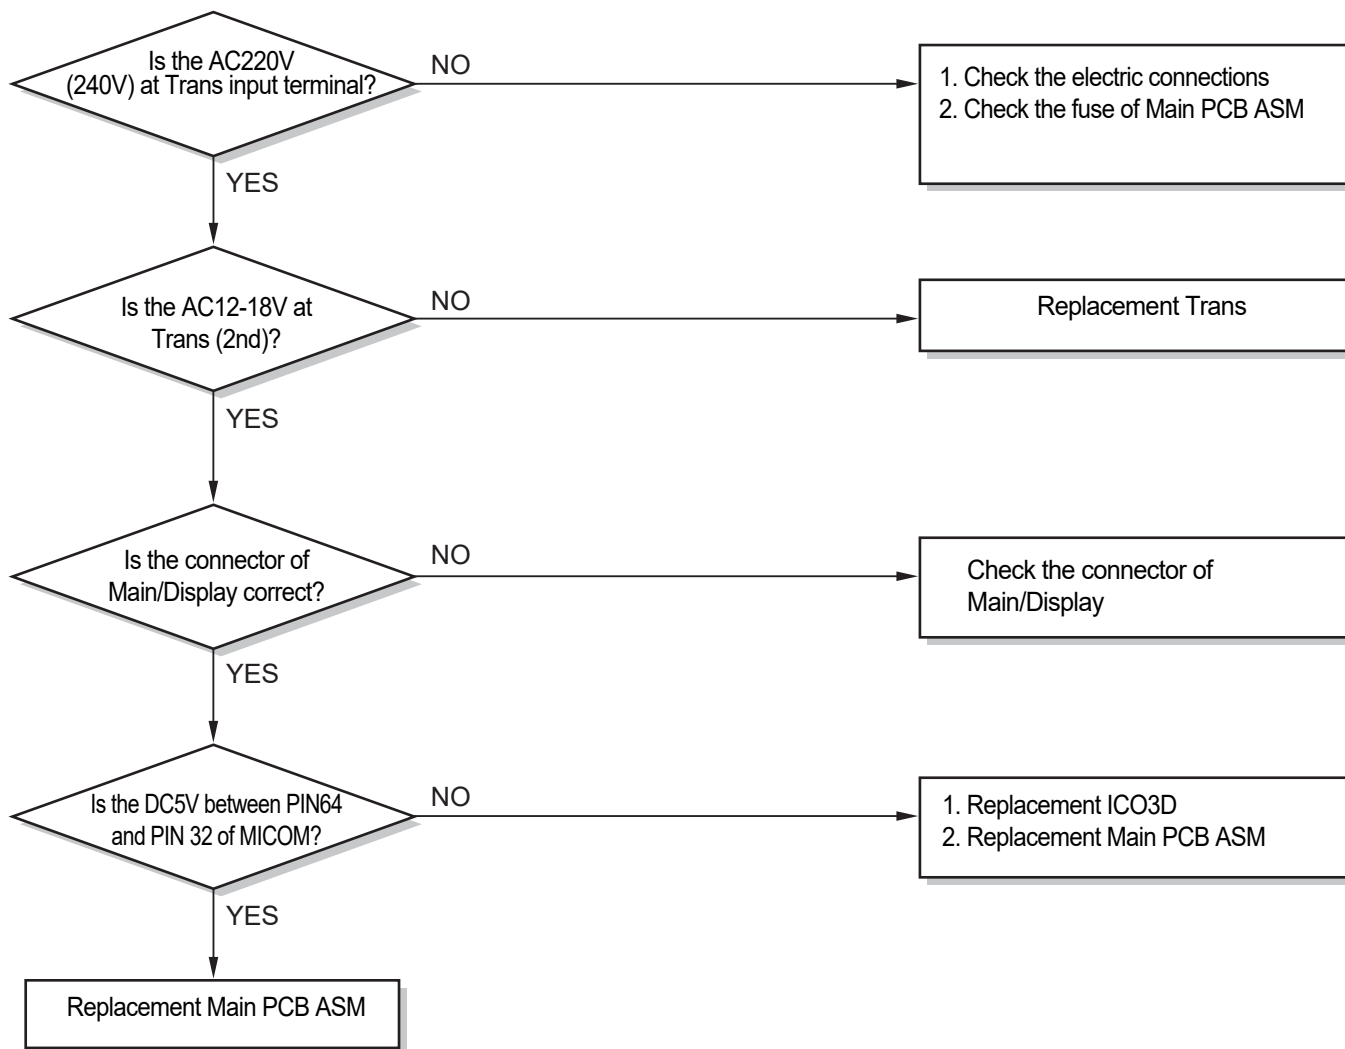 Is the AC220V
(240V) at Trans input terminal?
NO
1. Check the electric connections
2. Check the fuse of Main PCB ASM
YES
Is the AC12-18V at
Trans (2nd)?
NO
Replacement Trans
YES
Is the connector of
Main/Display correct?
NO
Check the connector of
Main/Display
YES
Is the DC5V between PIN64
and PIN 32 of MICOM?
NO
1. Replacement ICO3D
2. Replacement Main PCB ASM
YES
Replacement Main PCB ASM